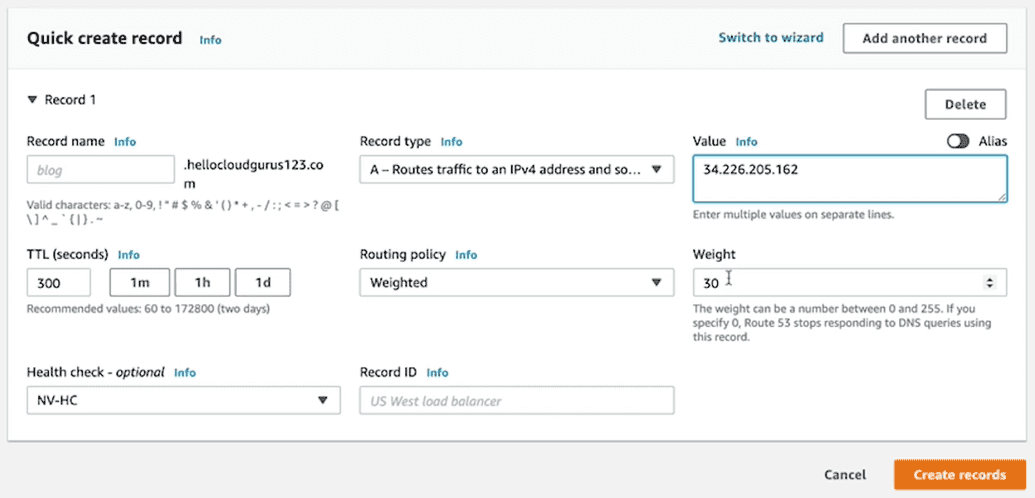 Quick create record Info
Switch to wizard
Add another record
Record 1
Delete
Record name Info
blog
.hellocloudgurus123.co
m
Valid characters: a-z, 0-9, ! " # $ % & ' ( ) * + , - / : ; < = > ? @ [
\ ] ^ _ ` { | } . ~
Record type Info
A – Routes traffic to an IPv4 address and so...
Value Info
Alias
34.226.205.162
Enter multiple values on separate lines.
TTL (seconds) Info
300
1m
1h
1d
Recommended values: 60 to 172800 (two days)
Routing policy Info
Weighted
Weight
30
The weight can be a number between 0 and 255. If you
specify 0, Route 53 stops responding to DNS queries using
this record.
Health check - optional Info
NV-HC
Record ID Info
US West load balancer
Cancel
Create records